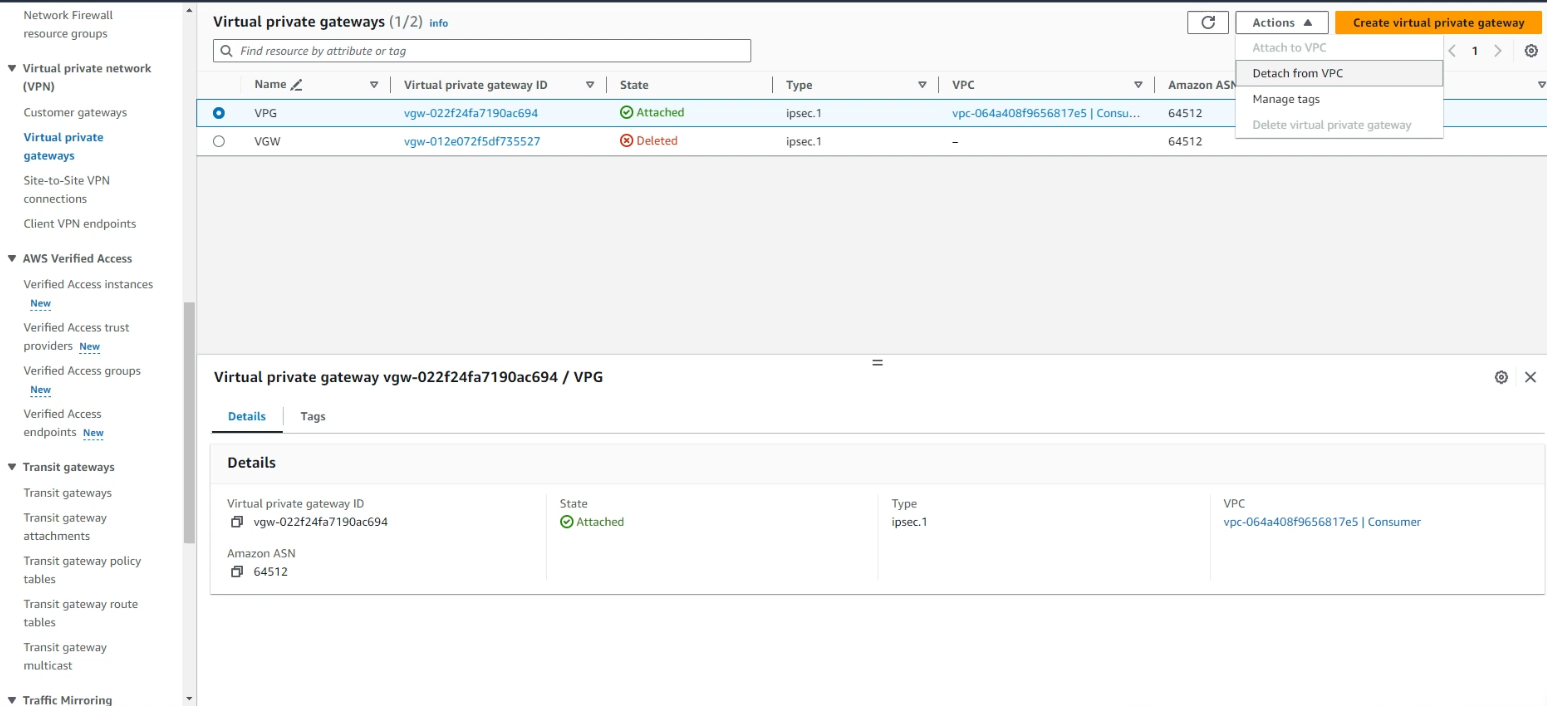 Network Firewall
resource groups
Virtual private network
(VPN)
Customer gateways
Virtual private
gateways
Site-to-Site VPN
connections
Client VPN endpoints
AWS Verified Access
Verified Access instances
New
Verified Access trust
providers New
Verified Access groups
New
Verified Access
endpoints New
Transit gateways
Transit gateways
Transit gateway
attachments
Transit gateway policy
tables
Transit gateway route
tables
Transit gateway
multicast
Traffic Mirroring
Virtual private gateways (1/2) info
Actions
Create virtual private gateway
Find resource by attribute or tag
1
Attach to VPC
Detach from VPC
Manage tags
Delete virtual private gateway
Name Virtual private gateway ID State Type VPC Amazon ASN
VPG vgw-022f24fa7190ac694 Attached ipsec.1 vpc-064a408f9656817e5 | Consu... 64512
VGW vgw-012e072f5df735527 Deleted ipsec.1 – 64512
Virtual private gateway vgw-022f24fa7190ac694 / VPG
Details Tags
Details
Virtual private gateway ID State Type VPC
vgw-022f24fa7190ac694 Attached ipsec.1 vpc-064a408f9656817e5 | Consumer
Amazon ASN
64512